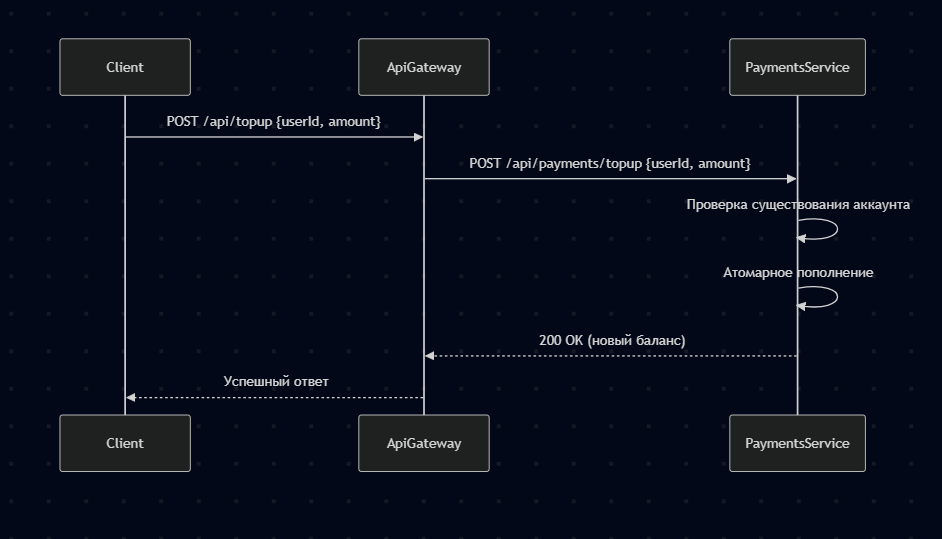 Client
ApiGateway
PaymentsService
POST /api/topup {userId, amount}
POST /api/payments/topup {userId, amount}
Проверка существования аккаунта
Атомарное пополнение
200 OK (новый баланс)
Успешный ответ
Client
ApiGateway
PaymentsService